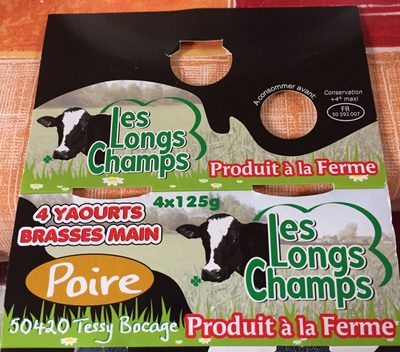 A consommer avant:
Conservation
+4° maxi
FR
50 592 007
Les
Longs
Champs
Produit à la Ferme
4 YAOURTS
BRASSES MAIN
4x125g
Poire
Les
Longs
Champs
50420 Tessy Bocage
Produit à la Ferme